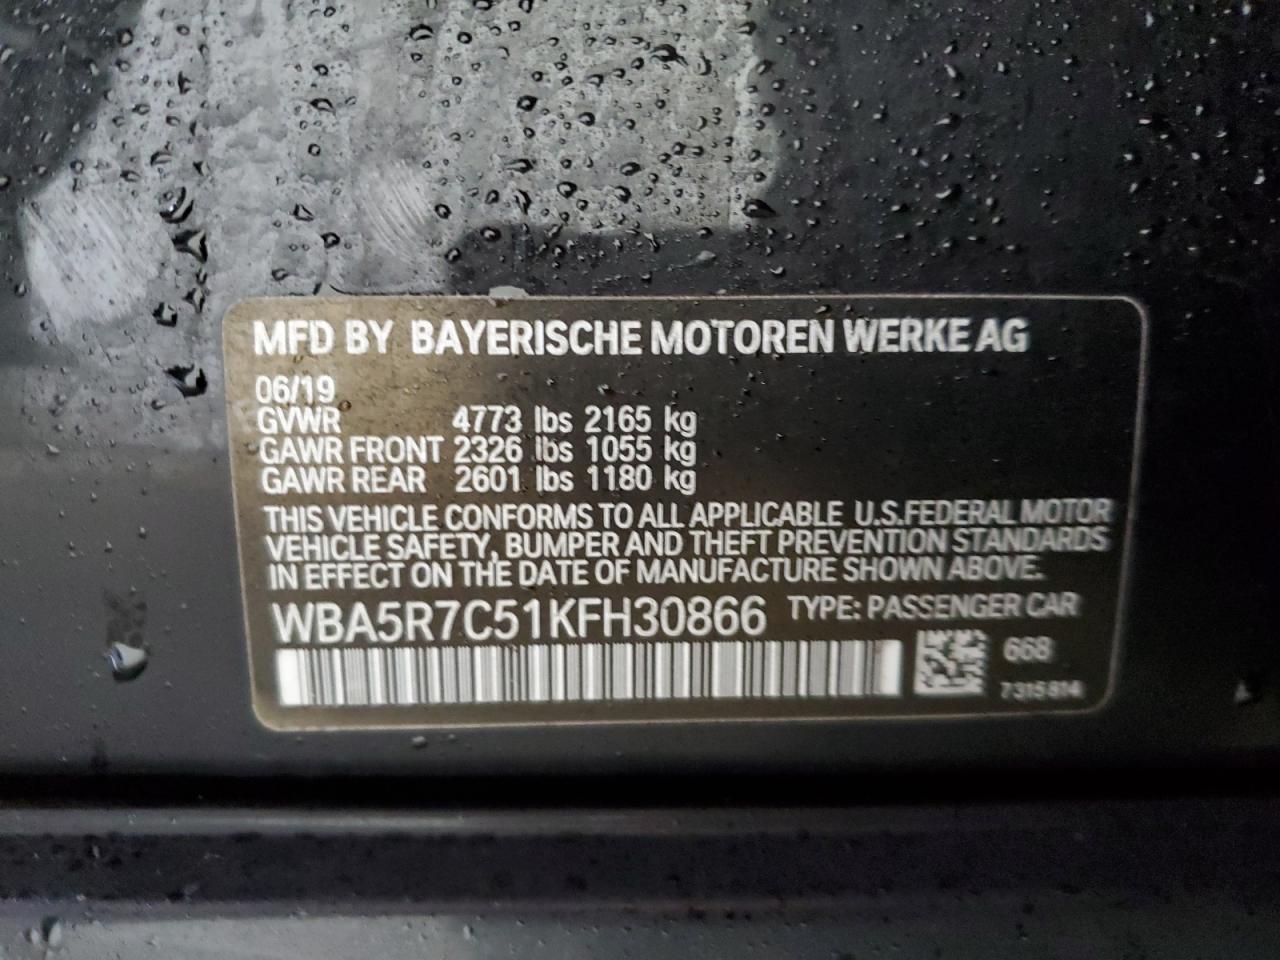 MFD BY BAYERISCHE MOTOREN WERKE AG
06/19
GVWR 4773 lbs 2165 kg
GAWR FRONT 2326 lbs 1055 kg
GAWR REAR 2601 lbs 1180 kg
THIS VEHICLE CONFORMS TO ALL APPLICABLE U.S.FEDERAL MOTOR
VEHICLE SAFETY, BUMPER AND THEFT PREVENTION STANDARDS
IN EFFECT ON THE DATE OF MANUFACTURE SHOWN ABOVE.
WBA5R7C51KFH30866 TYPE: PASSENGER CAR
668
7315814